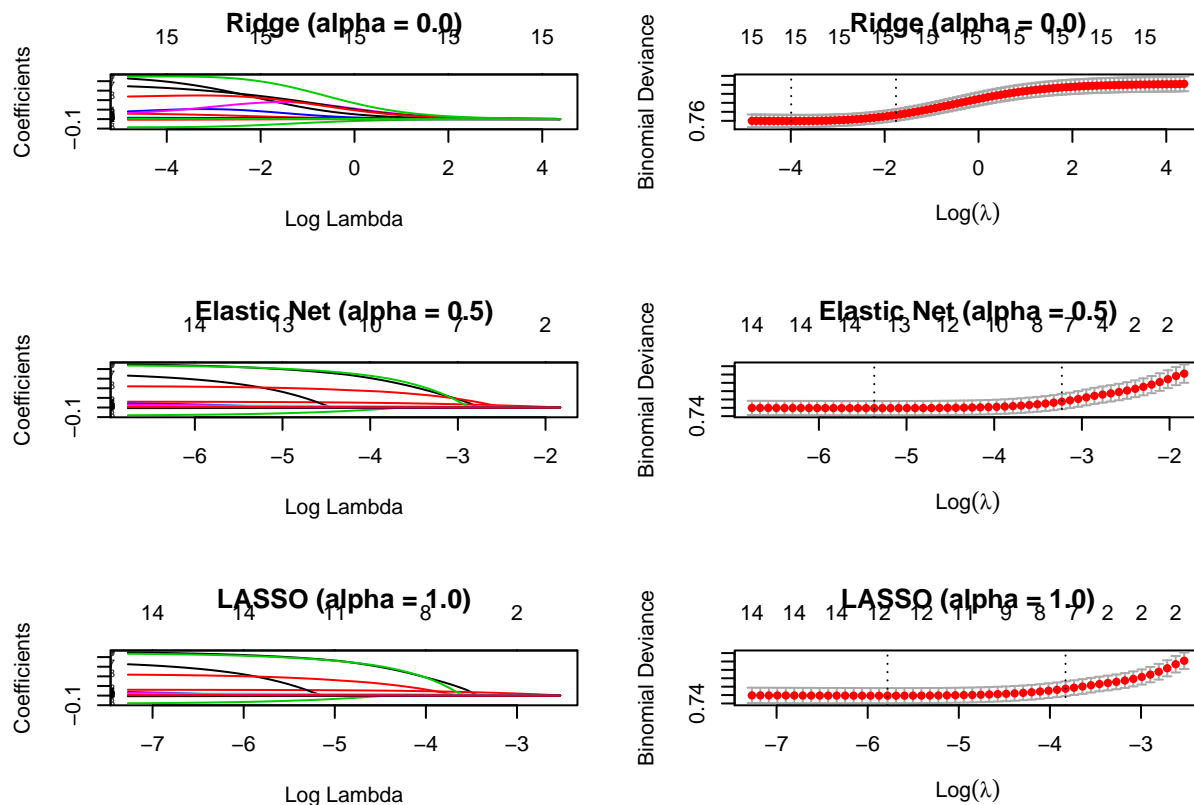 Ridge (alpha = 0.0)
15 15 15 15 15
Coefficients
−0.1
−4 −2 0 2 4
Log Lambda
Ridge (alpha = 0.0)
15 15 15 15 15 15 15 15 15 15
Binomial Deviance
0.76
−4 −2 0 2 4
Log(λ)
Elastic Net (alpha = 0.5)
14 13 10 7 2
Coefficients
−0.1
−6 −5 −4 −3 −2
Log Lambda
Elastic Net (alpha = 0.5)
14 14 14 13 12 10 8 7 4 2 2
Binomial Deviance
0.74
−6 −5 −4 −3 −2
Log(λ)
LASSO (alpha = 1.0)
14 14 11 8 2
Coefficients
−0.1
−7 −6 −5 −4 −3
Log Lambda
LASSO (alpha = 1.0)
14 14 14 12 12 11 9 8 7 2 2 2
Binomial Deviance
0.74
−7 −6 −5 −4 −3
Log(λ)